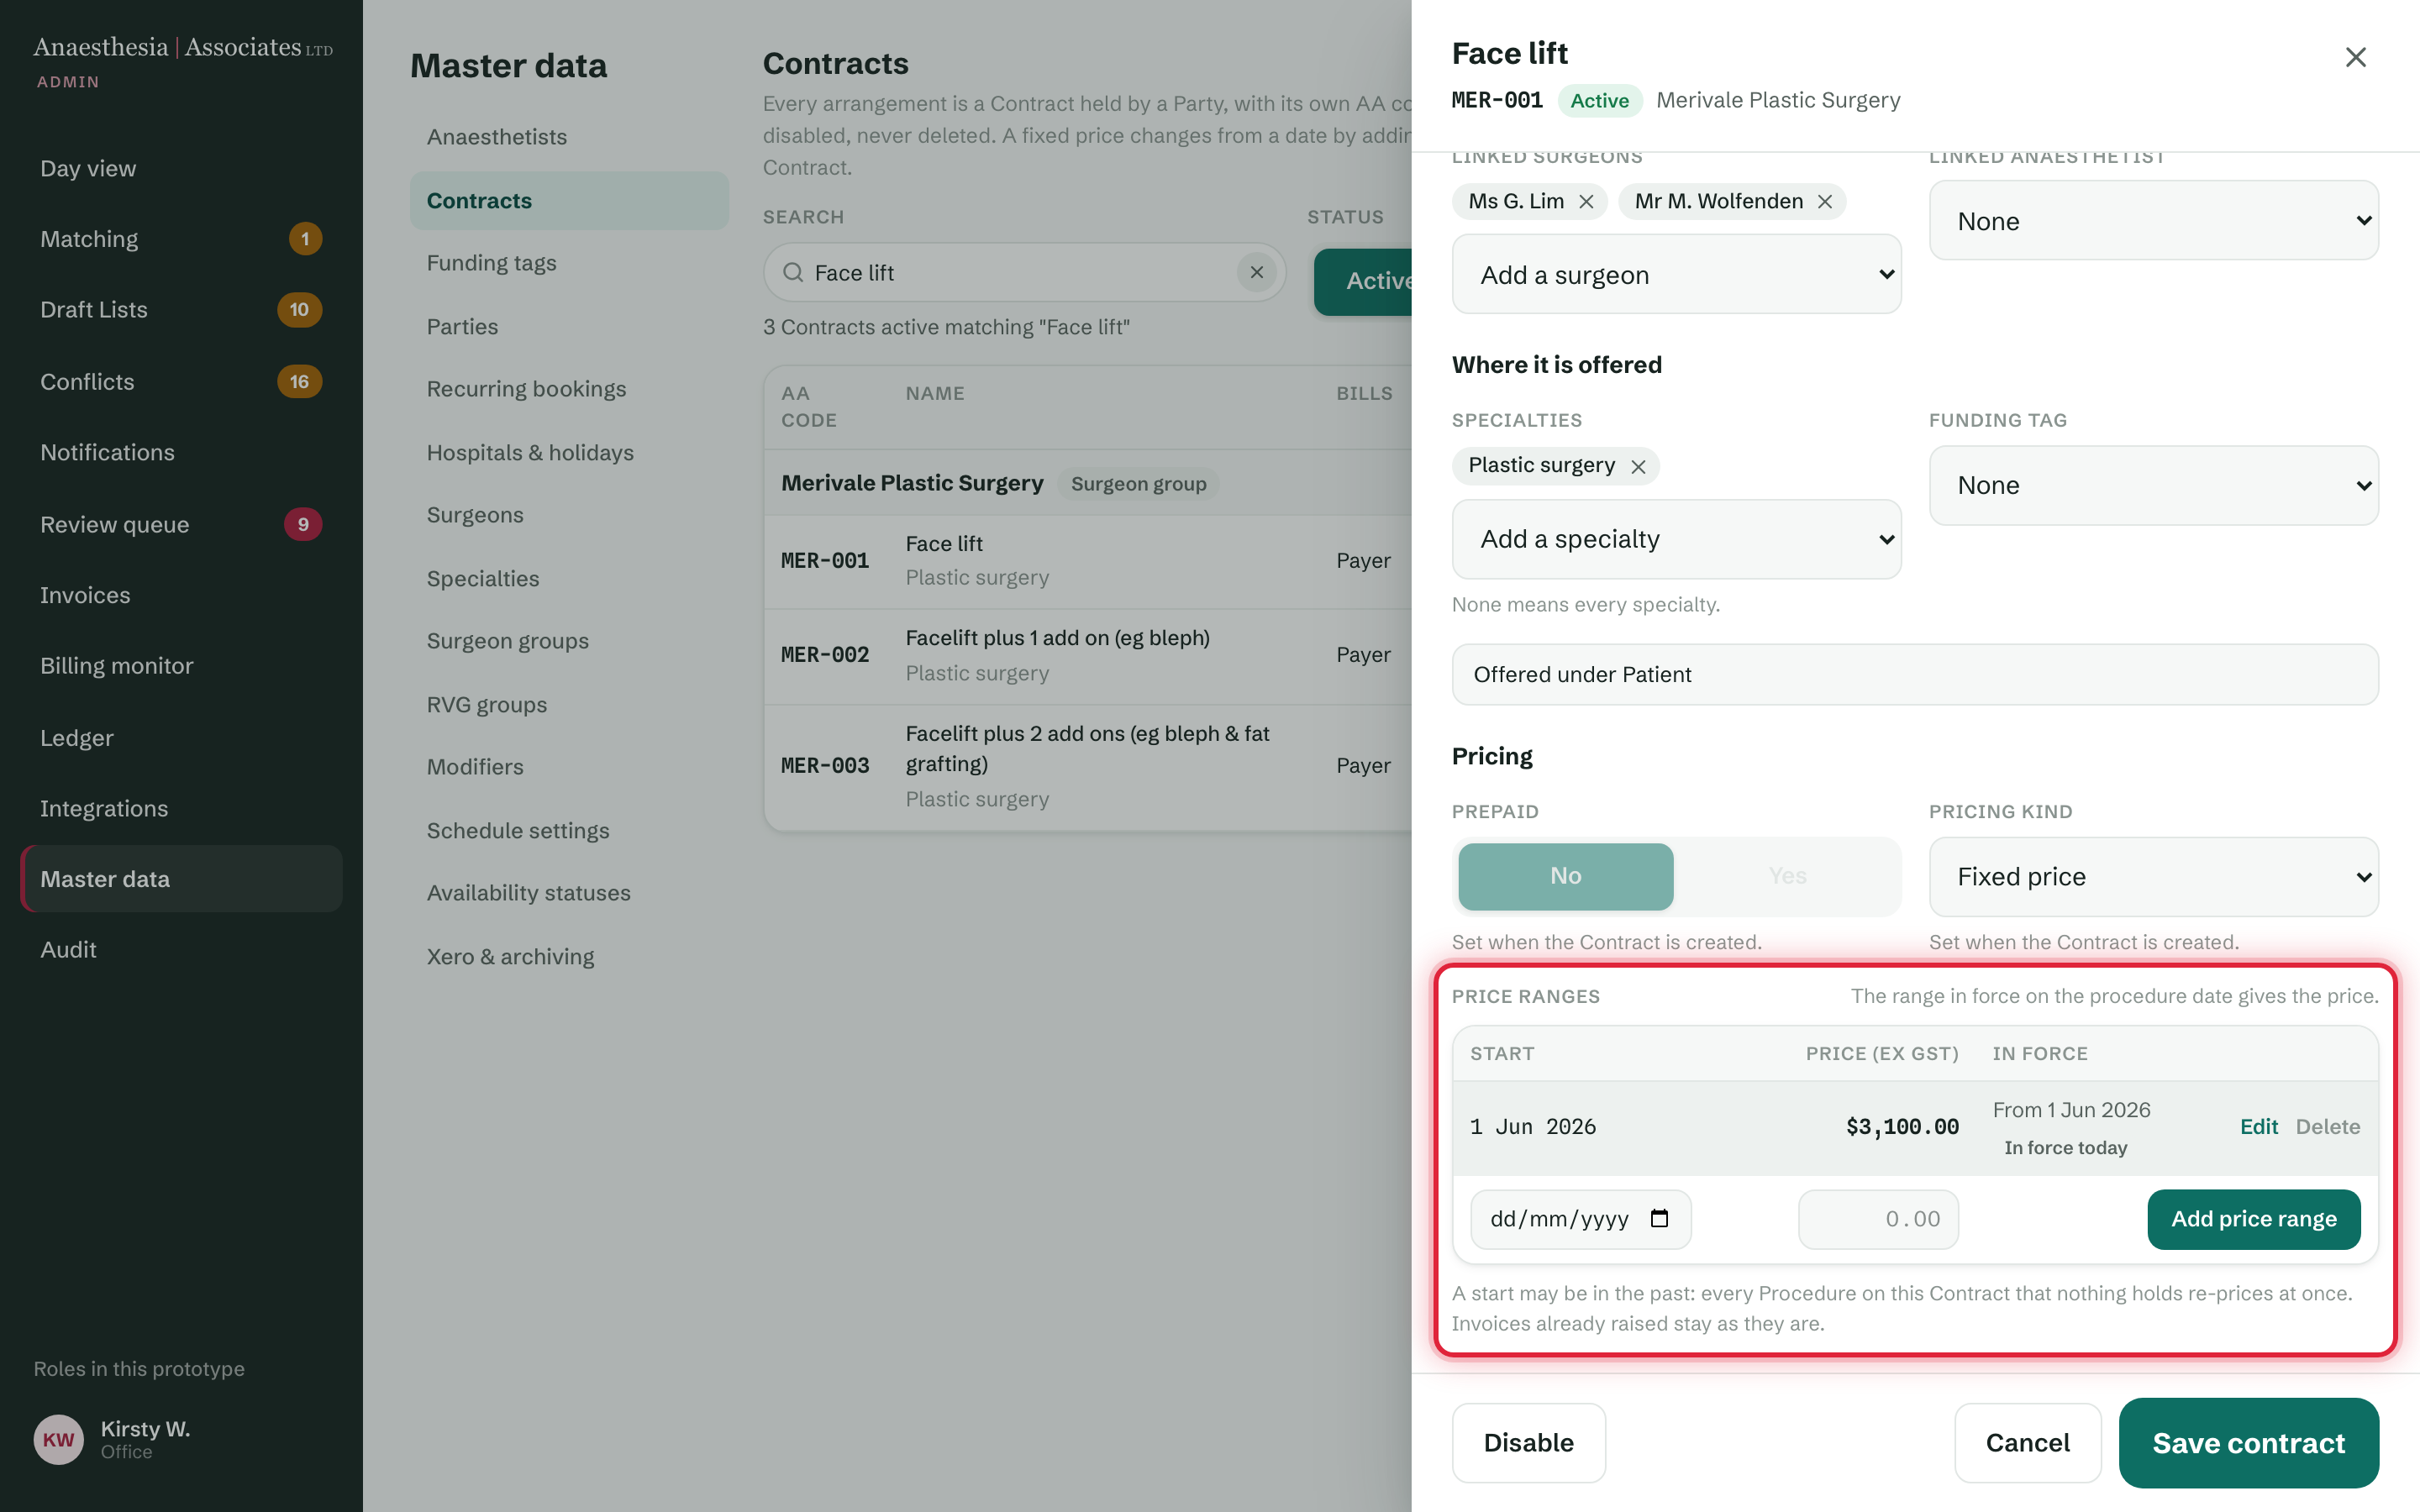 Anaesthesia | Associates LTD
ADMIN
Day view
Matching 1
Draft Lists 10
Conflicts 16
Notifications
Review queue 9
Invoices
Billing monitor
Ledger
Integrations
Master data
Audit
Roles in this prototype
KW
Kirsty W.
Office
Master data
Anaesthetists
Contracts
Funding tags
Parties
Recurring bookings
Hospitals & holidays
Surgeons
Specialties
Surgeon groups
RVG groups
Modifiers
Schedule settings
Availability statuses
Xero & archiving
Contracts
Every arrangement is a Contract held by a Party, with its own AA co
disabled, never deleted. A fixed price changes from a date by addin
Contract.
SEARCH
STATUS
Face lift
Active
3 Contracts active matching "Face lift"
AA CODE
NAME
BILLS
Merivale Plastic Surgery Surgeon group
MER-001
Face lift
Plastic surgery
Payer
MER-002
Facelift plus 1 add on (eg bleph)
Plastic surgery
Payer
MER-003
Facelift plus 2 add ons (eg bleph & fat
grafting)
Plastic surgery
Payer
Face lift
MER-001 Active Merivale Plastic Surgery
LINKED SURGEONS
LINKED ANAESTHETIST
Ms G. Lim
Mr M. Wolfenden
None
Add a surgeon
Where it is offered
SPECIALTIES
FUNDING TAG
Plastic surgery
None
Add a specialty
None means every specialty.
Offered under Patient
Pricing
PREPAID
PRICING KIND
No
Yes
Fixed price
Set when the Contract is created.
Set when the Contract is created.
PRICE RANGES
The range in force on the procedure date gives the price.
START
PRICE (EX GST)
IN FORCE
1 Jun 2026
$3,100.00
From 1 Jun 2026
In force today
Edit
Delete
dd/mm/yyyy
0.00
Add price range
A start may be in the past: every Procedure on this Contract that nothing holds re-prices at once.
Invoices already raised stay as they are.
Disable
Cancel
Save contract